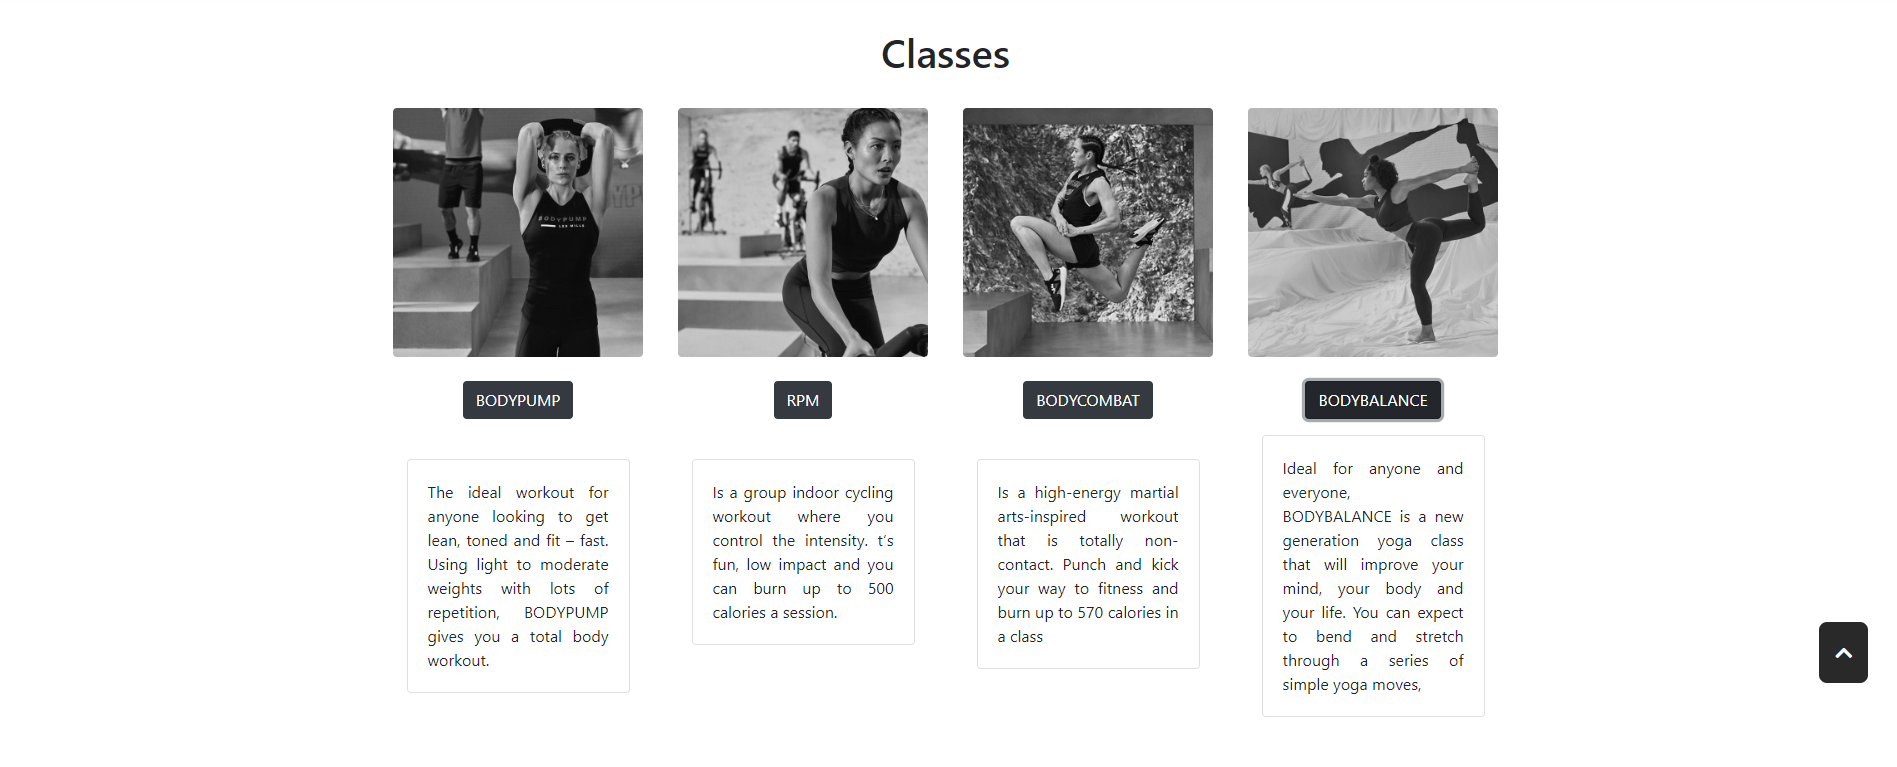 Classes
BODYPUMP
LES MILLS
YP
BODYPUMP
RPM
BODYCOMBAT
BODYBALANCE
The ideal workout for
anyone looking to get
lean, toned and fit – fast.
Using light to moderate
weights with lots of
repetition, BODYPUMP
gives you a total body
workout.
Is a group indoor cycling
workout where you
control the intensity. t’s
fun, low impact and you
can burn up to 500
calories a session.
Is a high-energy martial
arts-inspired workout
that is totally non-
contact. Punch and kick
your way to fitness and
burn up to 570 calories in
a class
Ideal for anyone and
everyone,
BODYBALANCE is a new
generation yoga class
that will improve your
mind, your body and
your life. You can expect
to bend and stretch
through a series of
simple yoga moves,